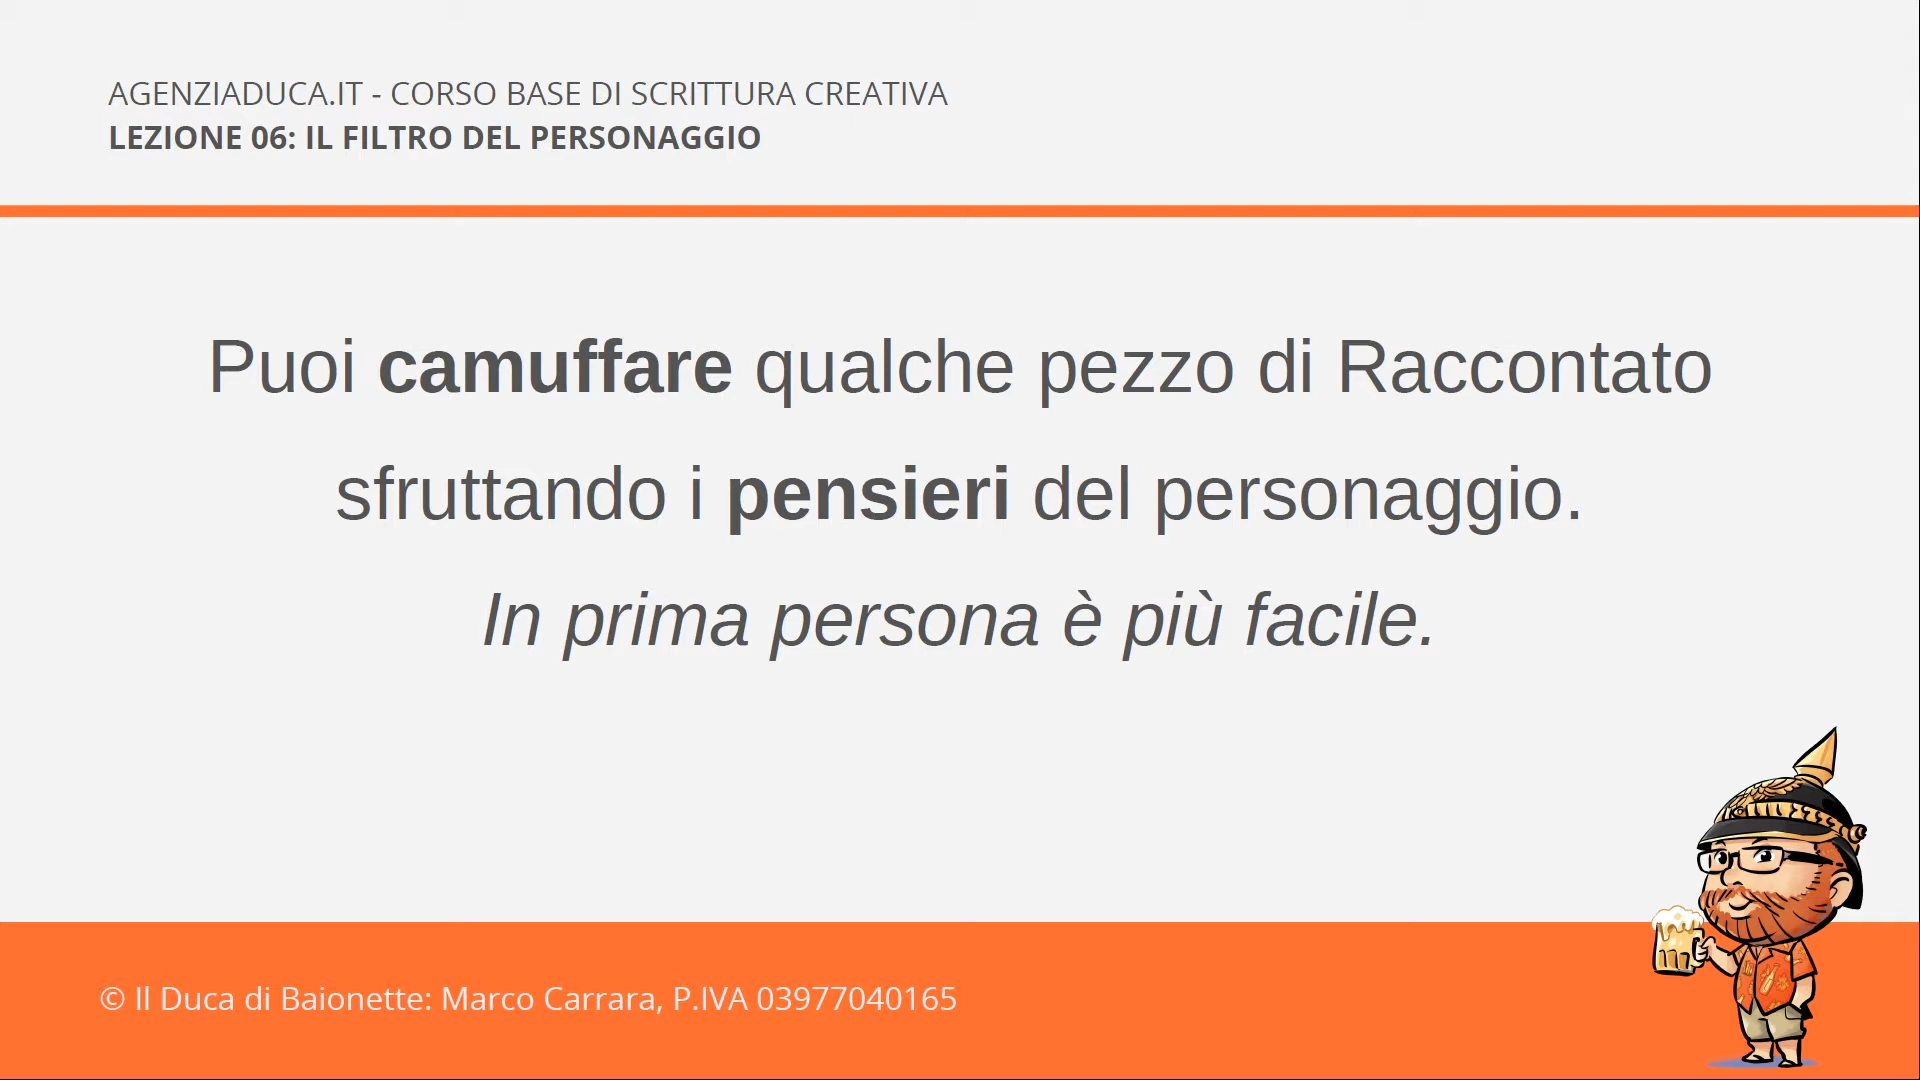 AGENZIADUCA.IT - CORSO BASE DI SCRITTURA CREATIVA
LEZIONE 06: IL FILTRO DEL PERSONAGGIO
Puoi camuffare qualche pezzo di Raccontato
sfruttando i pensieri del personaggio.
In prima persona è più facile.
© Il Duca di Baionette: Marco Carrara, P.IVA 03977040165